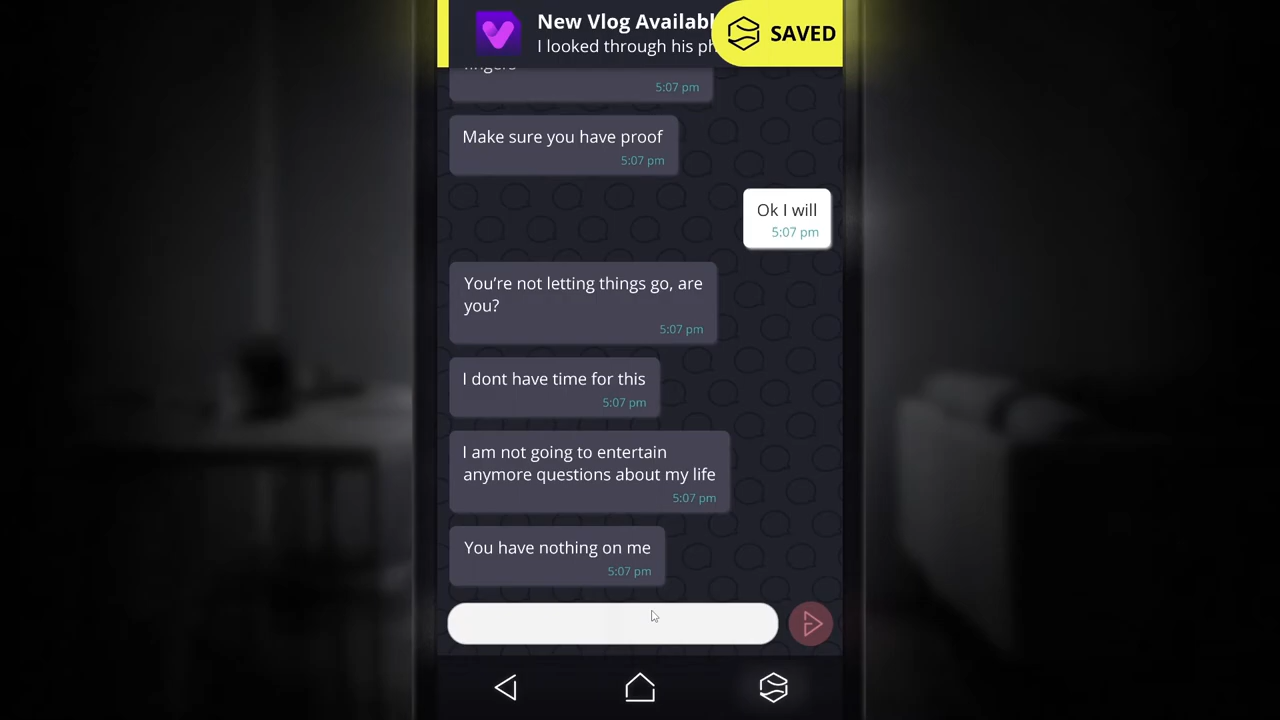 New Vlog Availabl
SAVED
I looked through his ph
fingers
5:07 pm
Make sure you have proof
5:07 pm
Ok I will
5:07 pm
You’re not letting things go, are
you?
5:07 pm
I dont have time for this
5:07 pm
I am not going to entertain
anymore questions about my life
5:07 pm
You have nothing on me
5:07 pm